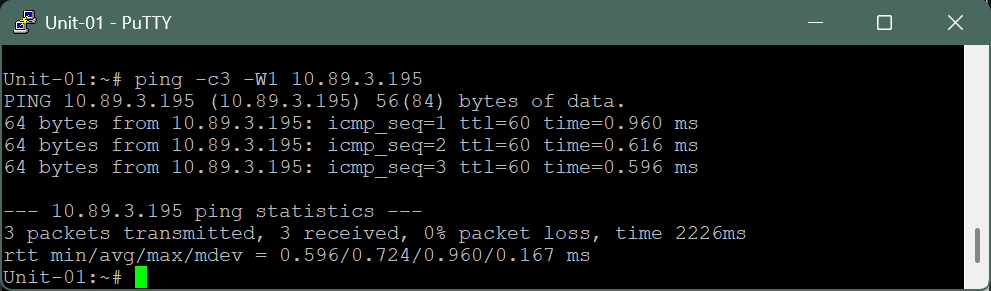 Unit-01 - PuTTY
Unit-01:~# ping -c3 -W1 10.89.3.195
PING 10.89.3.195 (10.89.3.195) 56(84) bytes of data.
64 bytes from 10.89.3.195: icmp_seq=1 ttl=60 time=0.960 ms
64 bytes from 10.89.3.195: icmp_seq=2 ttl=60 time=0.616 ms
64 bytes from 10.89.3.195: icmp_seq=3 ttl=60 time=0.596 ms
--- 10.89.3.195 ping statistics ---
3 packets transmitted, 3 received, 0% packet loss, time 2226ms
rtt min/avg/max/mdev = 0.596/0.724/0.960/0.167 ms
Unit-01:~#